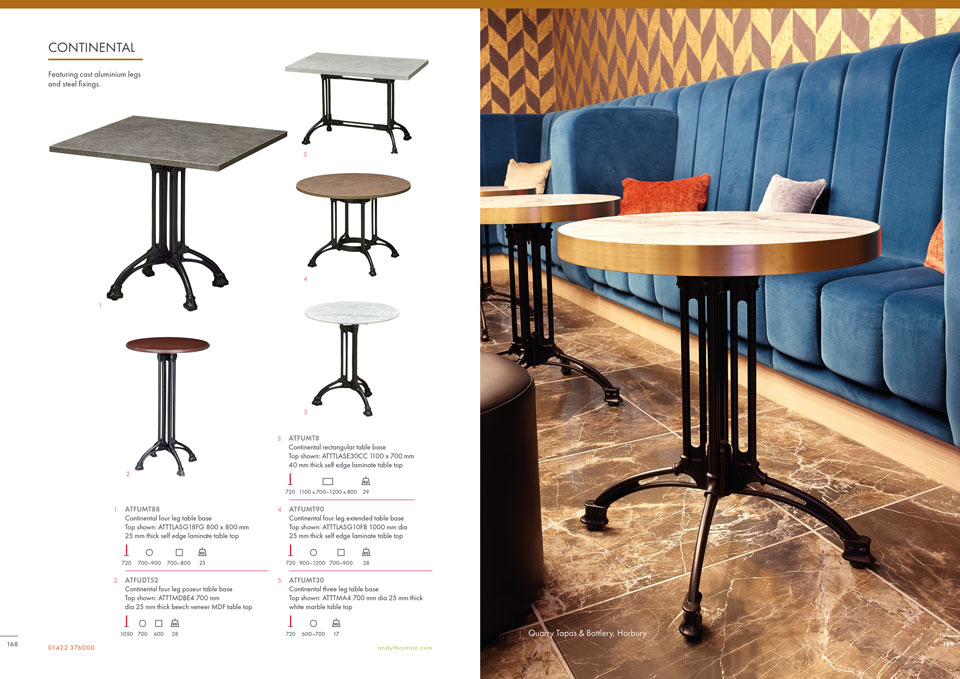 CONTINENTAL
Featuring cast aluminium legs
and steel fixings.
3
1
4
2
5
3. ATFUMT8
Continental rectangular table base
Top shown: ATTTLASE30CC 1100 x 700 mm
40 mm thick self edge laminate table top
720 1100 x 700–1200 x 800 29
1. ATFUMT88
Continental four leg table base
Top shown: ATTTLASG18FG 800 x 800 mm
25 mm thick self edge laminate table top
720 700–900 700–800 23
2. ATFUDT52
Continental four leg poseur table base
Top shown: ATTTMDBE4 700 mm
dia 25 mm thick beech veneer MDF table top
1050 700 600 28
4. ATFUMT90
Continental four leg extended table base
Top shown: ATTTLASG10FB 1000 mm dia
25 mm thick self edge laminate table top
720 900–1200 700–900 28
5. ATFUMT30
Continental three leg table base
Top shown: ATTTMA4 700 mm dia 25 mm thick
white marble table top
720 600–700 17
168
01422 376000
andythornton.com
Quarry Tapas & Bottlery, Horbury
169